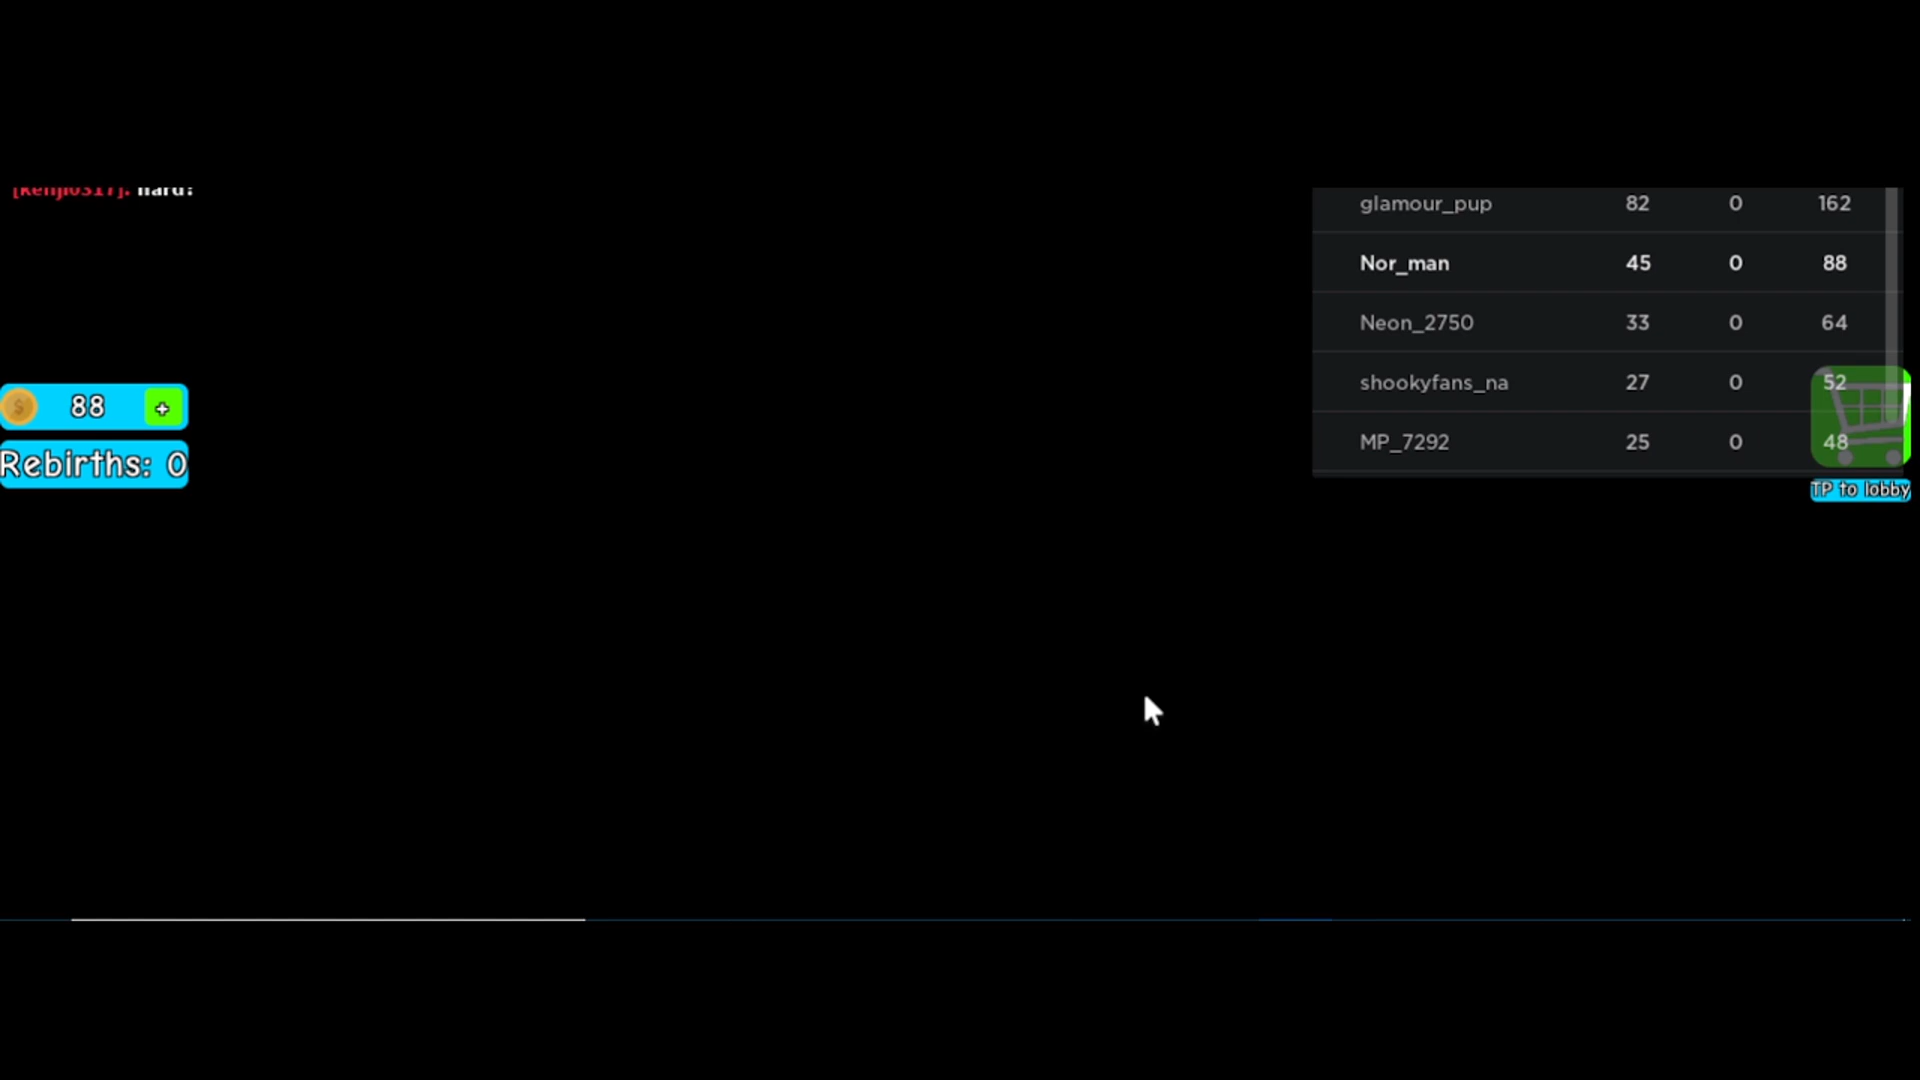 hard?
glamour_pup 82 0 162
Nor_man 45 0 88
Neon_2750 33 0 64
shookyfans_na 27 0 52
MP_7292 25 0 48
88 +
Rebirths: 0
TP to lobby